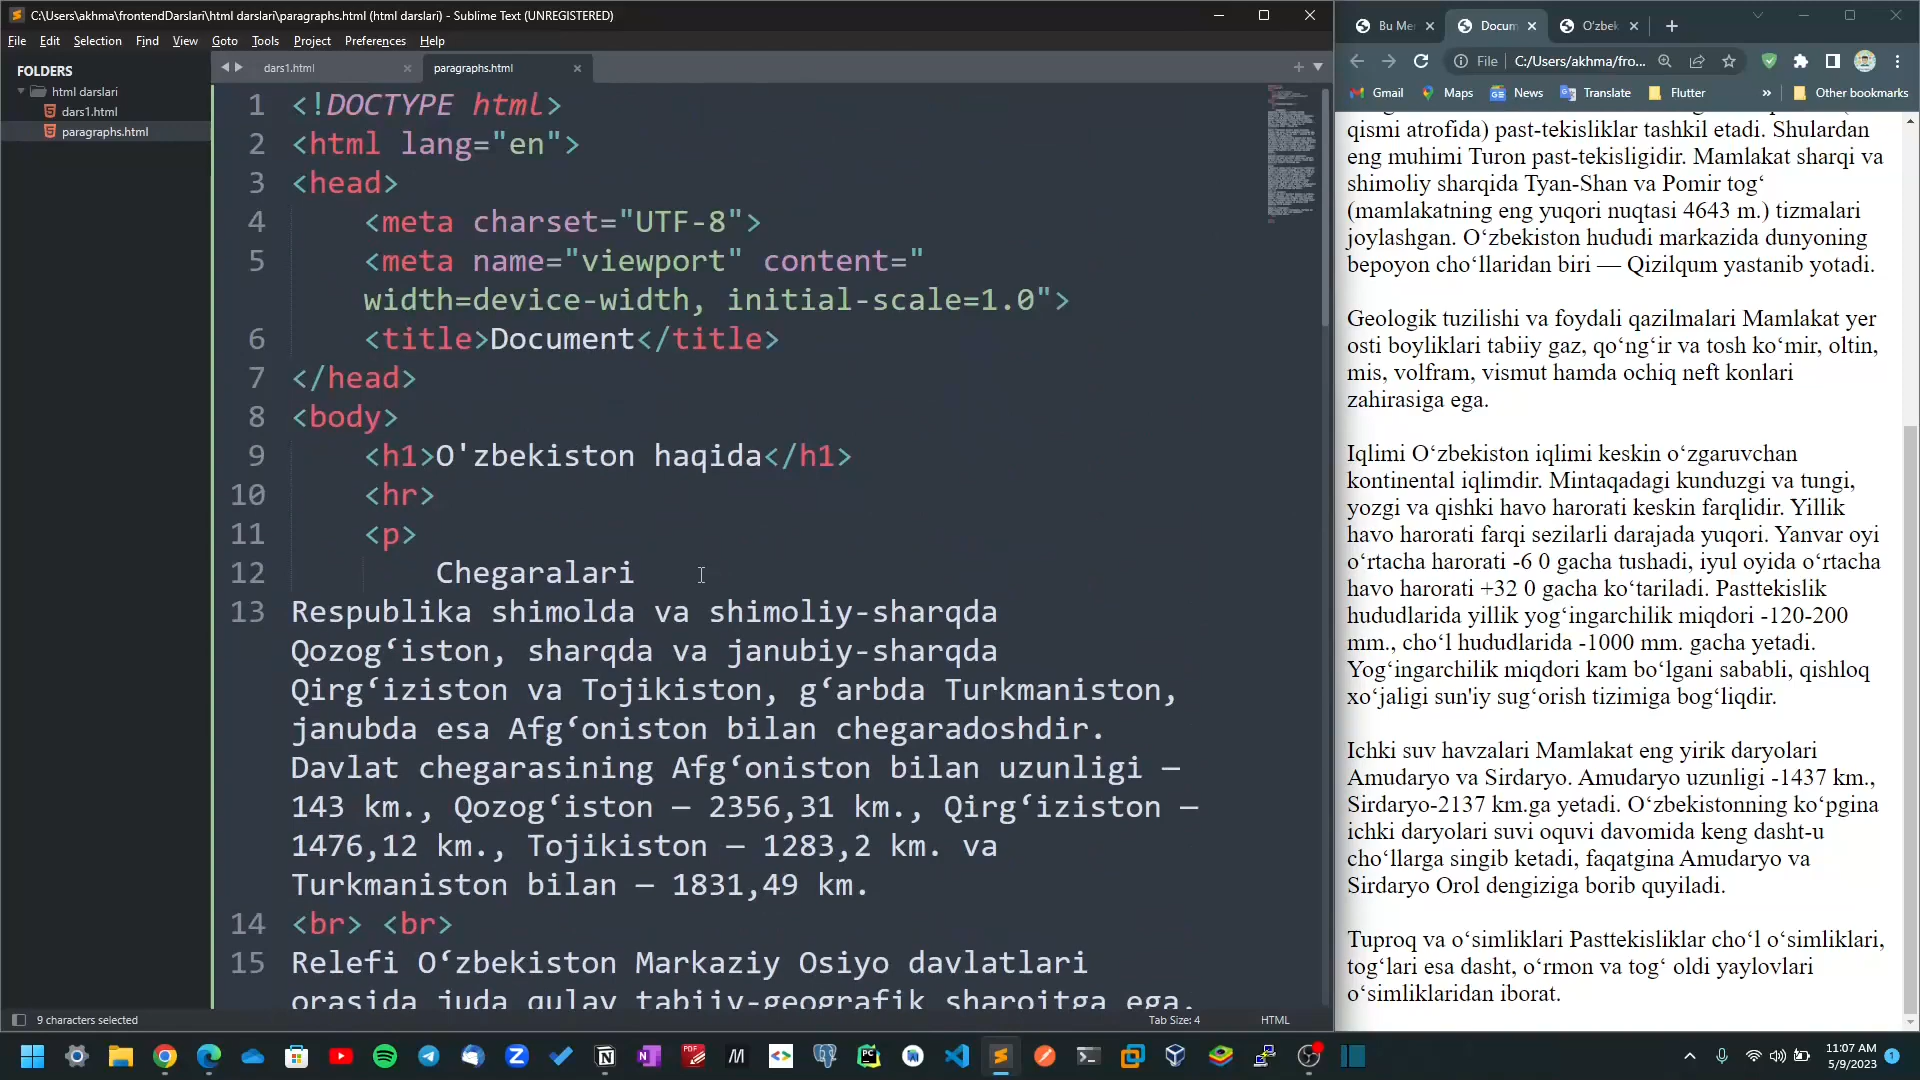 C:\Users\akhma\frontendDarslari\html darslari\paragraphs.html (html darslari) - Sublime Text (UNREGISTERED)
File Edit Selection Find View Goto Tools Project Preferences Help
FOLDERS
html darslari
dars1.html
paragraphs.html
dars1.html
paragraphs.html
1 <!DOCTYPE html>
2 <html lang="en">
3 <head>
4 <meta charset="UTF-8">
5 <meta name="viewport" content="
width=device-width, initial-scale=1.0">
6 <title>Document</title>
7 </head>
8 <body>
9 <h1>O'zbekiston haqida</h1>
10 <hr>
11 <p>
12 Chegaralari
13 Respublika shimolda va shimoliy-sharqda
Qozog‘iston, sharqda va janubiy-sharqda
Qirg‘iziston va Tojikiston, g‘arbda Turkmaniston,
janubda esa Afg‘oniston bilan chegaradoshdir.
Davlat chegarasining Afg‘oniston bilan uzunligi —
143 km., Qozog‘iston — 2356,31 km., Qirg‘iziston —
1476,12 km., Tojikiston — 1283,2 km. va
Turkmaniston bilan — 1831,49 km.
14 <br> <br>
15 Relefi O‘zbekiston Markaziy Osiyo davlatlari
orasida juda qulay tabiiy-geografik sharoitga ega.
9 characters selected
Tab Size: 4
HTML
Bu Me
Docum
O‘zbek
File
C:/Users/akhma/fro...
Gmail Maps News Translate Flutter » Other bookmarks
qismi atrofida) past-tekisliklar tashkil etadi. Shulardan
eng muhimi Turon past-tekisligidir. Mamlakat sharqi va
shimoliy sharqida Tyan-Shan va Pomir tog‘
(mamlakatning eng yuqori nuqtasi 4643 m.) tizmalari
joylashgan. O‘zbekiston hududi markazida dunyoning
bepoyon cho‘llaridan biri — Qizilqum yastanib yotadi.
Geologik tuzilishi va foydali qazilmalari Mamlakat yer
osti boyliklari tabiiy gaz, qo‘ng‘ir va tosh ko‘mir, oltin,
mis, volfram, vismut hamda ochiq neft konlari
zahirasiga ega.
Iqlimi O‘zbekiston iqlimi keskin o‘zgaruvchan
kontinental iqlimdir. Mintaqadagi kunduzgi va tungi,
yozgi va qishki havo harorati keskin farqlidir. Yillik
havo harorati farqi sezilarli darajada yuqori. Yanvar oyi
o‘rtacha harorati -6 0 gacha tushadi, iyul oyida o‘rtacha
havo harorati +32 0 gacha ko‘tariladi. Pasttekislik
hududlarida yillik yog‘ingarchilik miqdori -120-200
mm., cho‘l hududlarida -1000 mm. gacha yetadi.
Yog‘ingarchilik miqdori kam bo‘lgani sababli, qishloq
xo‘jaligi sun'iy sug‘orish tizimiga bog‘liqdir.
Ichki suv havzalari Mamlakat eng yirik daryolari
Amudaryo va Sirdaryo. Amudaryo uzunligi -1437 km.,
Sirdaryo-2137 km.ga yetadi. O‘zbekistonning ko‘pgina
ichki daryolari suvi oquvi davomida keng dasht-u
cho‘llarga singib ketadi, faqatgina Amudaryo va
Sirdaryo Orol dengiziga borib quyiladi.
Tuproq va o‘simliklari Pasttekisliklar cho‘l o‘simliklari,
tog‘lari esa dasht, o‘rmon va tog‘ oldi yaylovlari
o‘simliklaridan iborat.
11:07 AM
5/9/2023
1